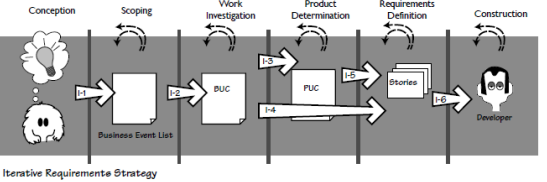 Conception
Scoping
Work
Investigation
Product
Determination
Requirements
Definition
Construction
I-1
I-2
I-3
I-4
I-5
I-6
BUC
PUC
Stories
Business Event List
Developer
Iterative Requirements Strategy